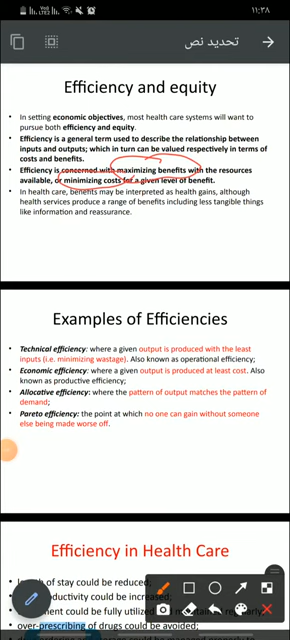 ١١:٣٨
تحديد نص
Efficiency and equity
• In setting economic objectives, most health care systems will want to
pursue both efficiency and equity.
• Efficiency is a general term used to describe the relationship between
inputs and outputs; which in turn can be valued respectively in terms of
costs and benefits.
• Efficiency is concerned with maximizing benefits with the resources
available, or minimizing costs for a given level of benefit.
• In health care, benefits may be interpreted as health gains, although
health services produce a range of benefits including less tangible things
like information and reassurance.
Examples of Efficiencies
• Technical efficiency: where a given output is produced with the least
inputs (i.e. minimizing wastage). Also known as operational efficiency;
• Economic efficiency: where a given output is produced at least cost. Also
known as productive efficiency;
• Allocative efficiency: where the pattern of output matches the pattern of
demand;
• Pareto efficiency: the point at which no one can gain without someone
else being made worse off.
Efficiency in Health Care
of stay could be reduced;
could be increased;
could be fully utilized
• over-prescribing of drugs could be avoided;